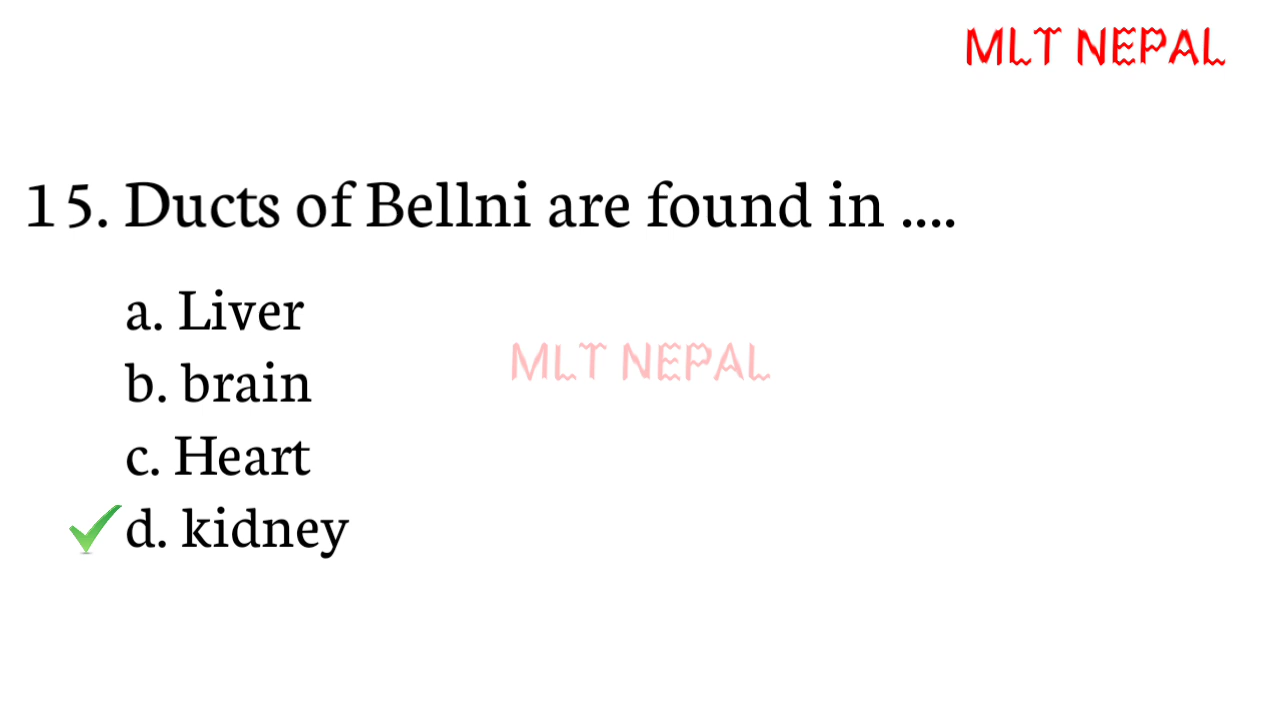 MLT NEPAL
15. Ducts of Bellni are found in ....
a. Liver
b. brain
MLT NEPAL
c. Heart
d. kidney